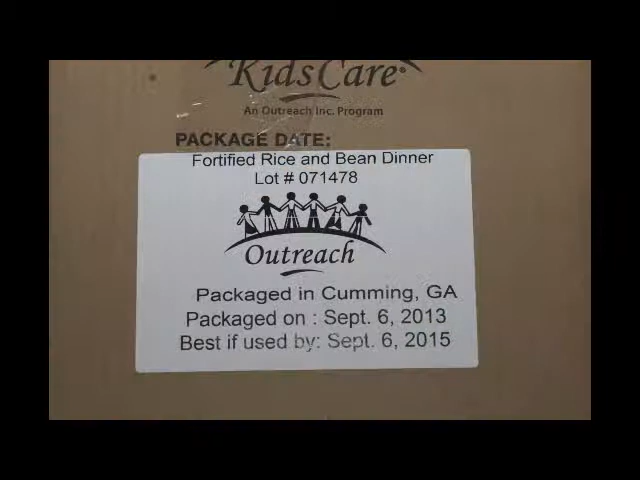 KidsCare®
An Outreach Inc. Program
PACKAGE DATE:
Fortified Rice and Bean Dinner
Lot # 071478
Outreach
Packaged in Cumming, GA
Packaged on : Sept. 6, 2013
Best if used by: Sept. 6, 2015